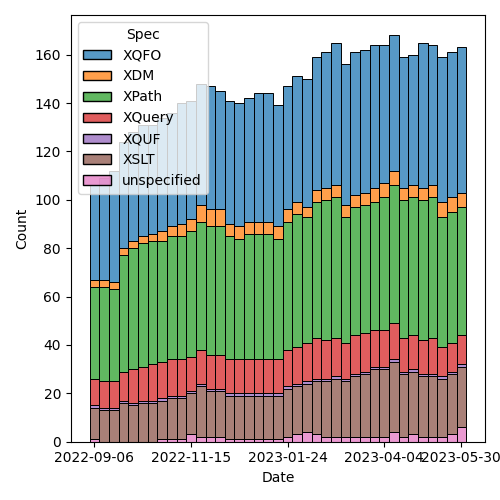 Spec
XQFO
XDM
XPath
XQuery
XQUF
XSLT
unspecified
Count
160
140
120
100
80
60
40
20
0
2022-09-06 2022-11-15 2023-01-24 2023-04-04 2023-05-30
Date